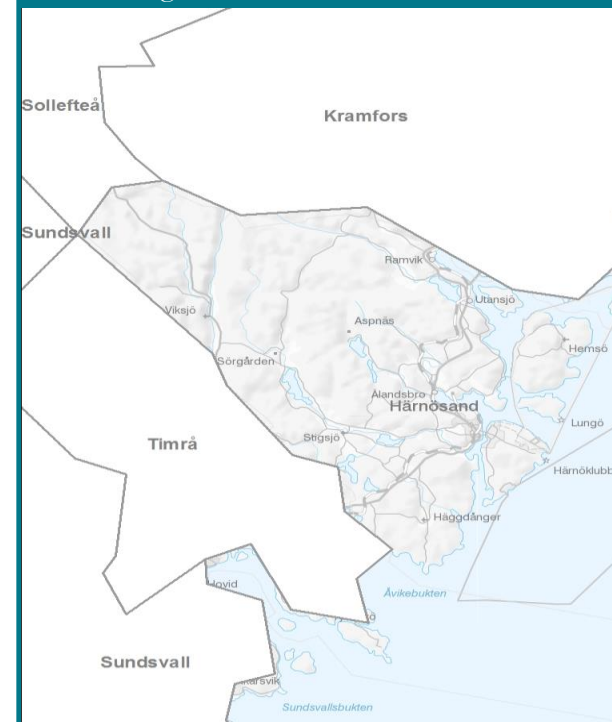 Sollefteå
Kramfors
Sundsvall
Ramvik
Utansjö
Viksjö
Aspnäs
Hemsö
Sörgården
Älandsbro
Härnösand
Lungö
Stigsjö
Timrå
Härnöklubb
Häggdånger
Hovid
Åvikebukten
Sundsvall
Sundsvallsbukten